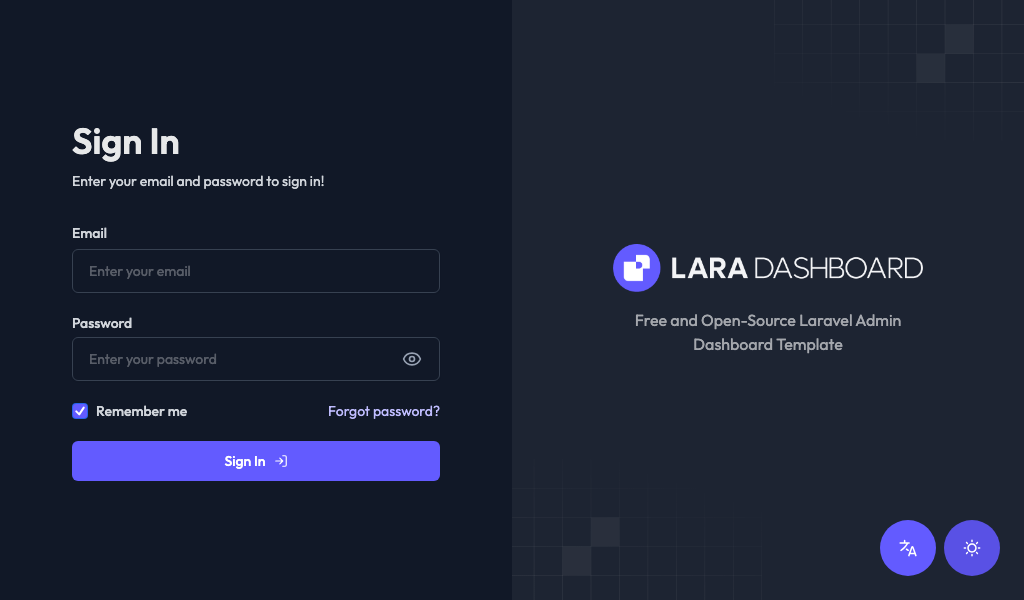 Sign In
Enter your email and password to sign in!
Email
Enter your email
Password
Enter your password
Remember me
Forgot password?
Sign In
LARA DASHBOARD
Free and Open-Source Laravel Admin
Dashboard Template